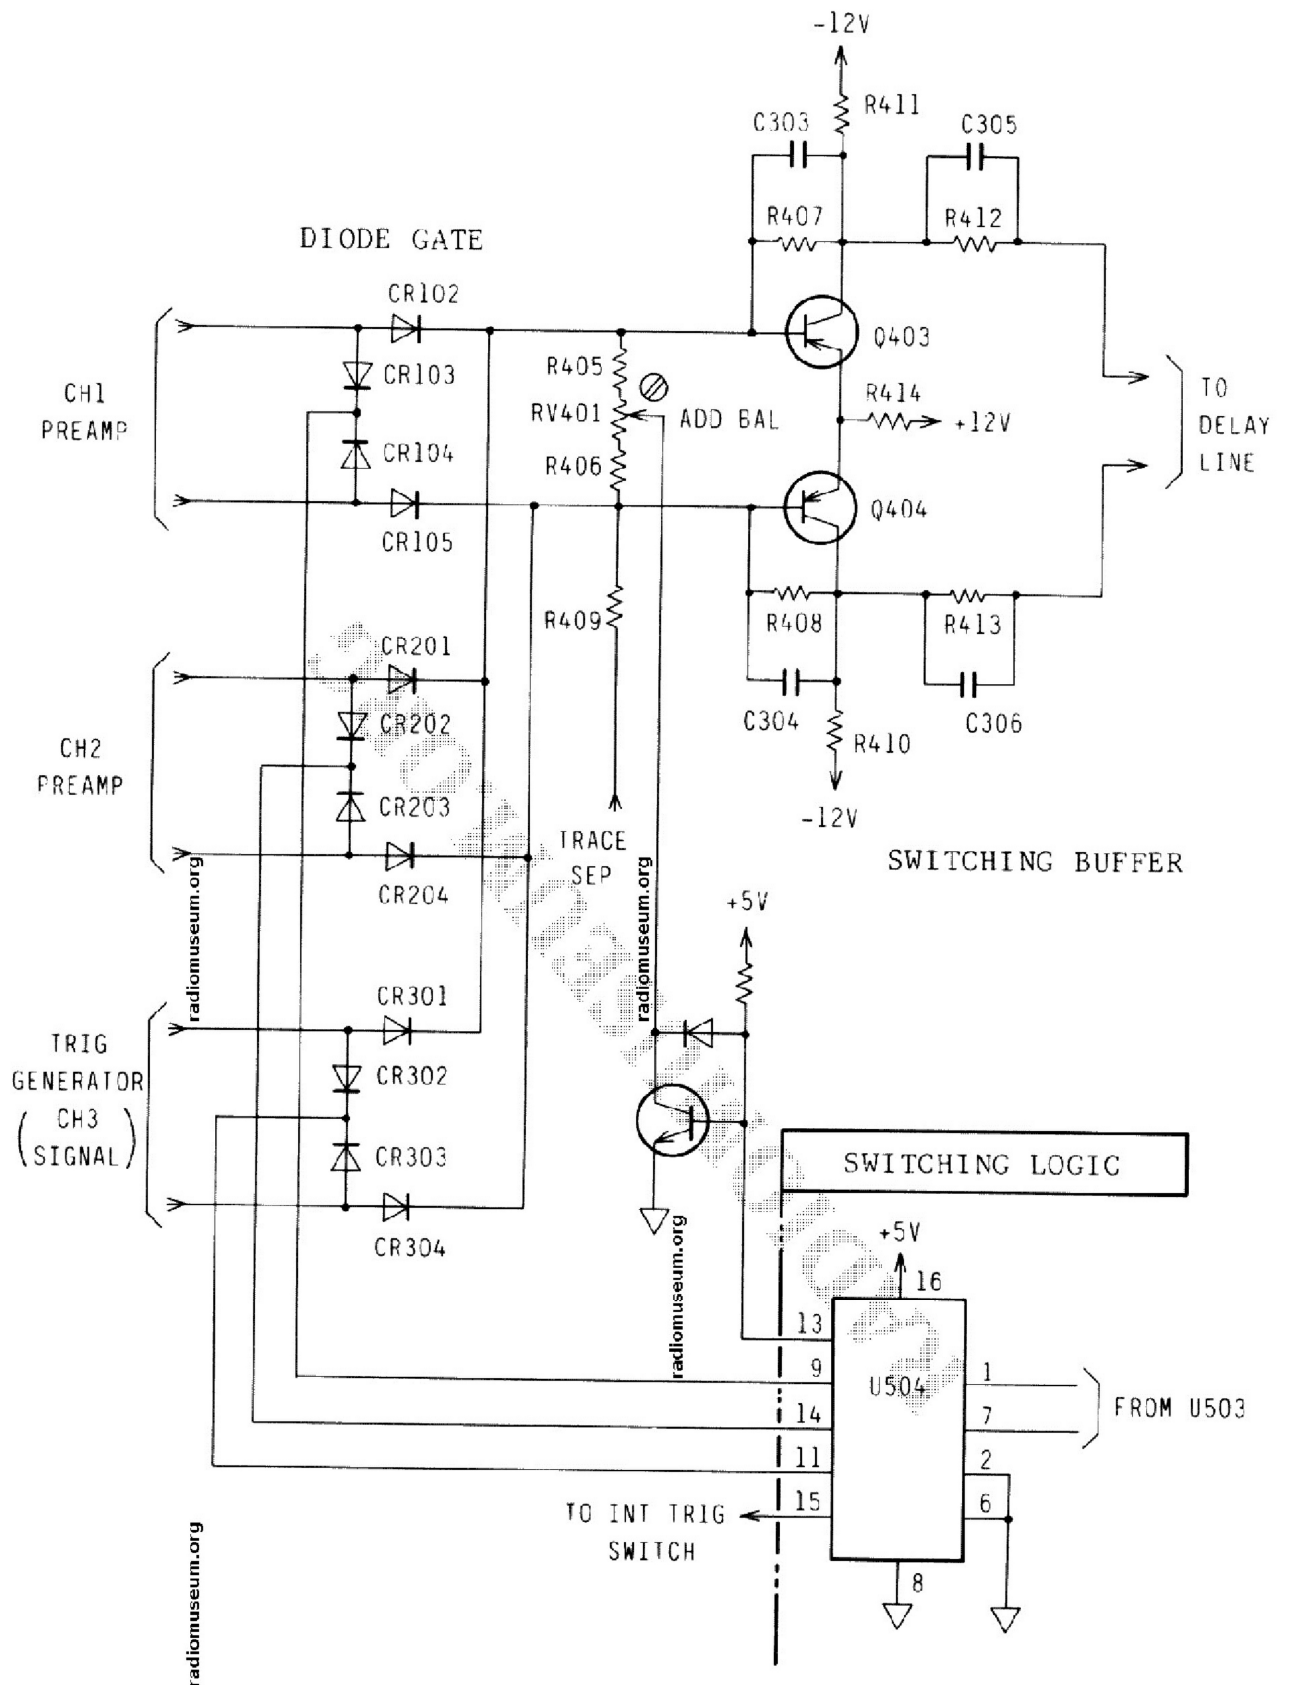 -12V
R411
C303
C305
R407
R412
DIODE GATE
CR102
Q403
R405
CR103
R414
CH1
PREAMP
RV401
ADD BAL
+12V
TO
DELAY
LINE
CR104
R406
Q404
CR105
R409
R408
R413
CR201
CR202
C304
C306
R410
CH2
PREAMP
CR203
-12V
TRACE
SEP
SWITCHING BUFFER
CR204
radiomuseum.org
radiomuseum.org
+5V
CR301
TRIG
GENERATOR
CH3
SIGNAL
CR302
CR303
SWITCHING LOGIC
CR304
radiomuseum.org
+5V
16
13
9
U504
1
14
7
FROM U503
11
2
15
6
TO INT TRIG
SWITCH
8
radiomuseum.org